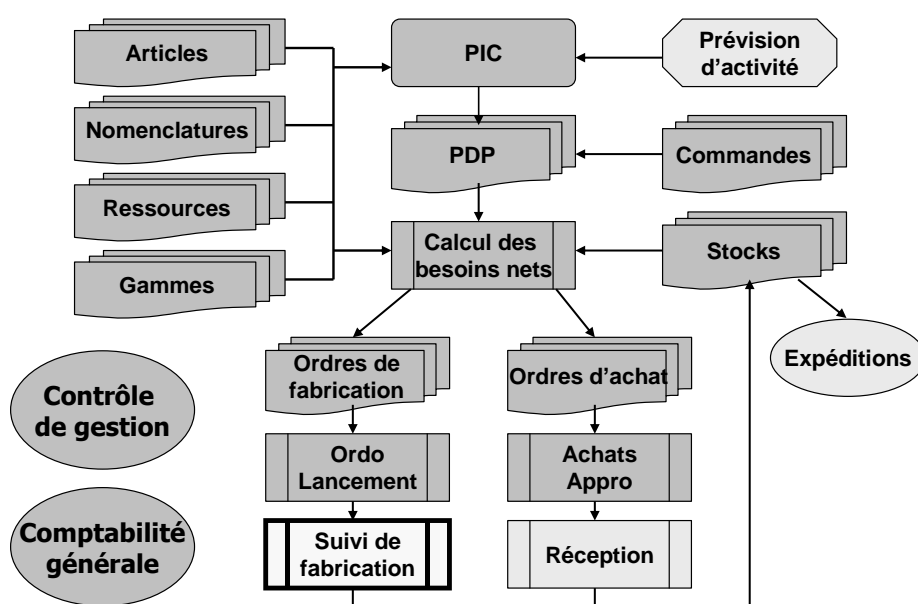 Articles
PIC
Prévision
d'activité
Nomenclatures
PDP
Commandes
Ressources
Calcul des
besoins nets
Stocks
Gammes
Ordres de
fabrication
Ordres d'achat
Expéditions
Contrôle
de gestion
Ordo
Lancement
Achats
Appro
Comptabilité
générale
Suivi de
fabrication
Réception